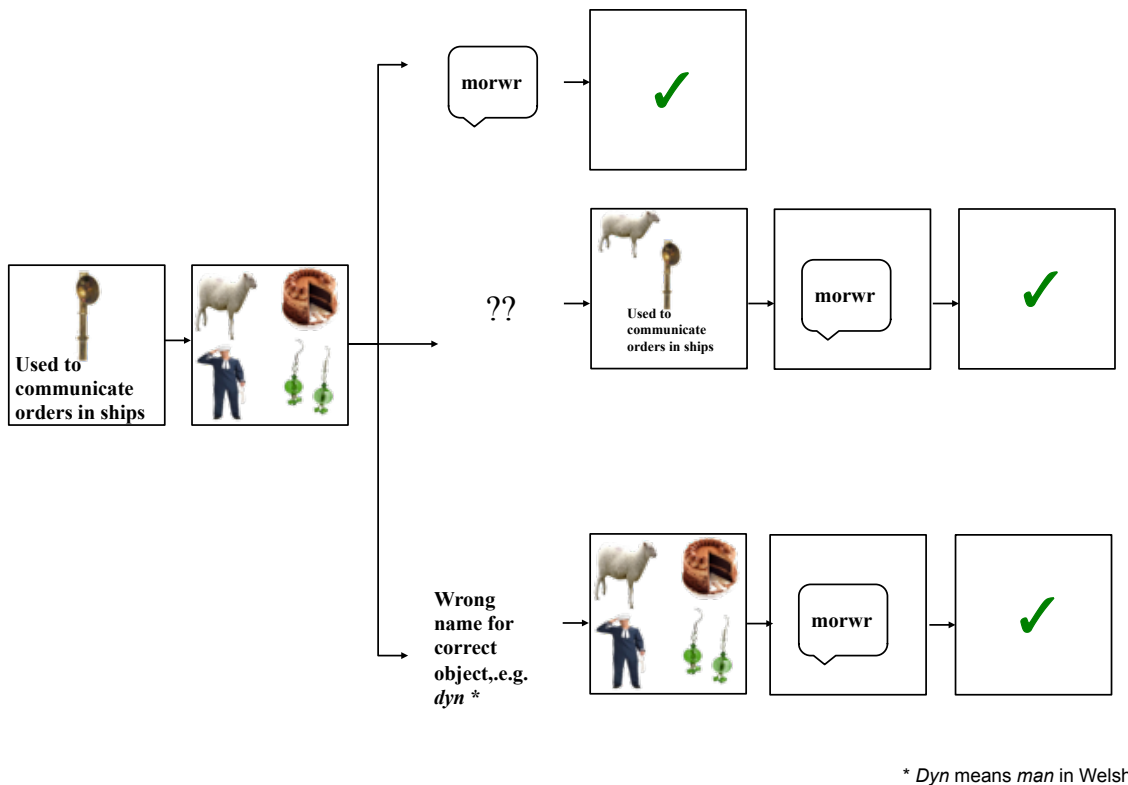 morwr
Used to
communicate
orders in ships
??
Used to
communicate
orders in ships
morwr
Wrong
name for
correct
object,.e.g.
dyn *
morwr
* Dyn means man in Welsh